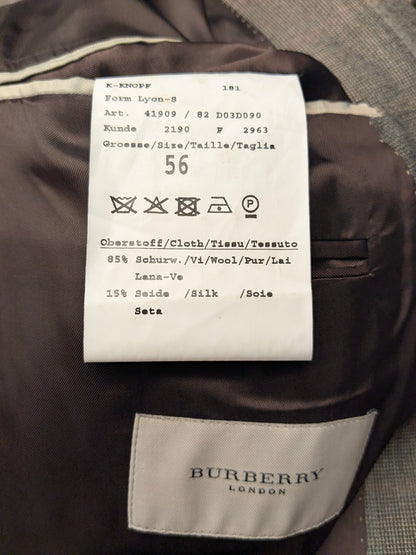 K-KNOPF 181
Form Lyon-S
Art. 41909 / 82 D03D090
Kunde 2190 F 2963
Groesse/Size/Taille/Taglia
56
P
Oberstoff/Cloth/Tissu/Tessuto
85% Schurw./Vi/Wool/Pur/Lai
Lana-Ve
15% Seide /Silk /Soie
Seta
BURBERRY
LONDON